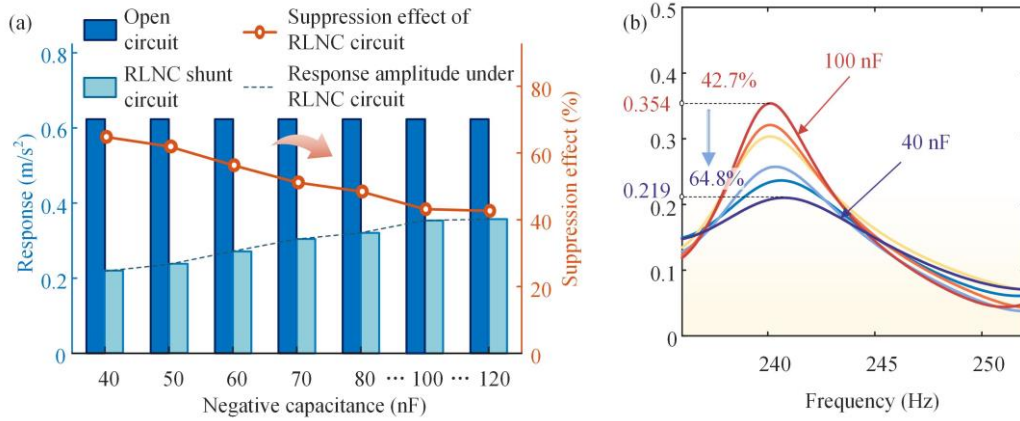 (a)
Open
circuit
Suppression effect of
RLNC circuit
RLNC shunt
circuit
Response amplitude under
RLNC circuit
Response (m/s²)
0.8
0.6
0.4
0.2
0
80
60
40
20
0
Suppression effect (%)
40 50 60 70 80 ··· 100 ··· 120
Negative capacitance (nF)
(b)
0.5
0.4
0.3
0.2
0.1
0
0.354
0.219
42.7%
64.8%
100 nF
40 nF
240 245 250
Frequency (Hz)